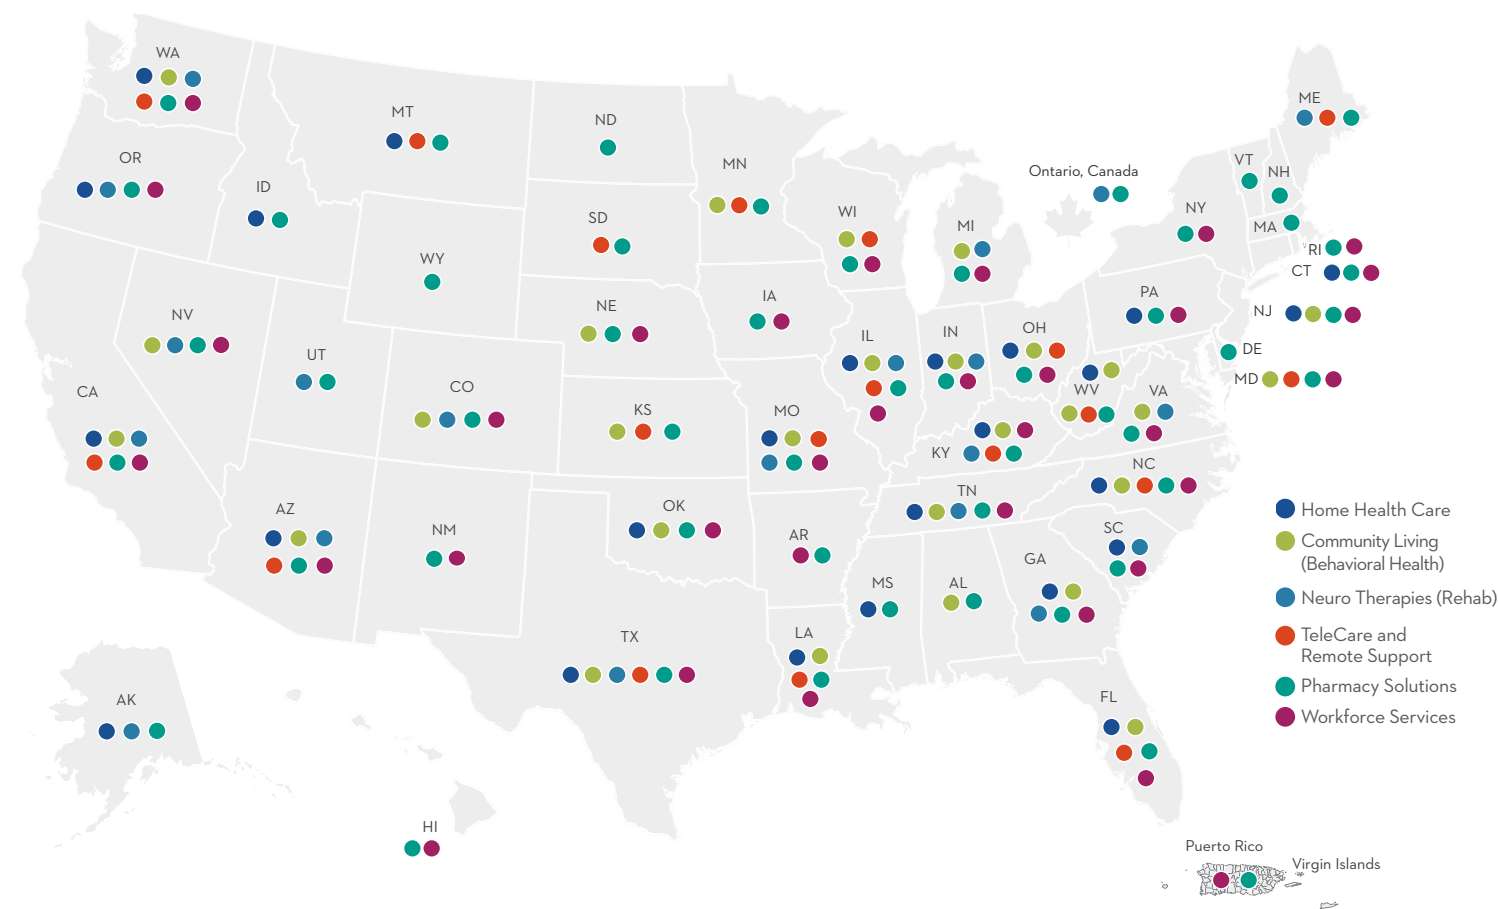 WA
ME
MT
ND
OR
VT
MN
NH
Ontario, Canada
ID
NY
WI
SD
MI
MA
RI
WY
CT
PA
IA
NE
NJ
NV
OH
IN
IL
DE
UT
MD
CO
WV
VA
CA
KS
MO
KY
NC
TN
OK
AZ
Home Health Care
SC
NM
AR
Community Living
(Behavioral Health)
GA
MS
AL
Neuro Therapies (Rehab)
LA
TX
TeleCare and
Remote Support
Pharmacy Solutions
FL
AK
Workforce Services
HI
Puerto Rico
Virgin Islands